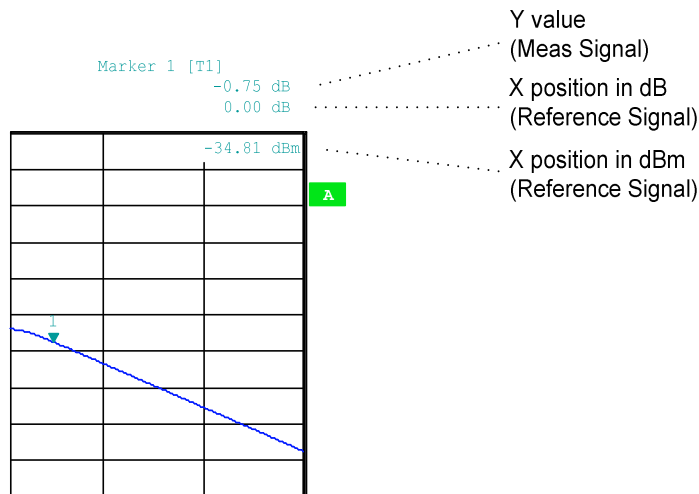 Y value
(Meas Signal)
Marker 1 [T1]
-0.75 dB
X position in dB
(Reference Signal)
0.00 dB
-34.81 dBm
X position in dBm
(Reference Signal)
A
1